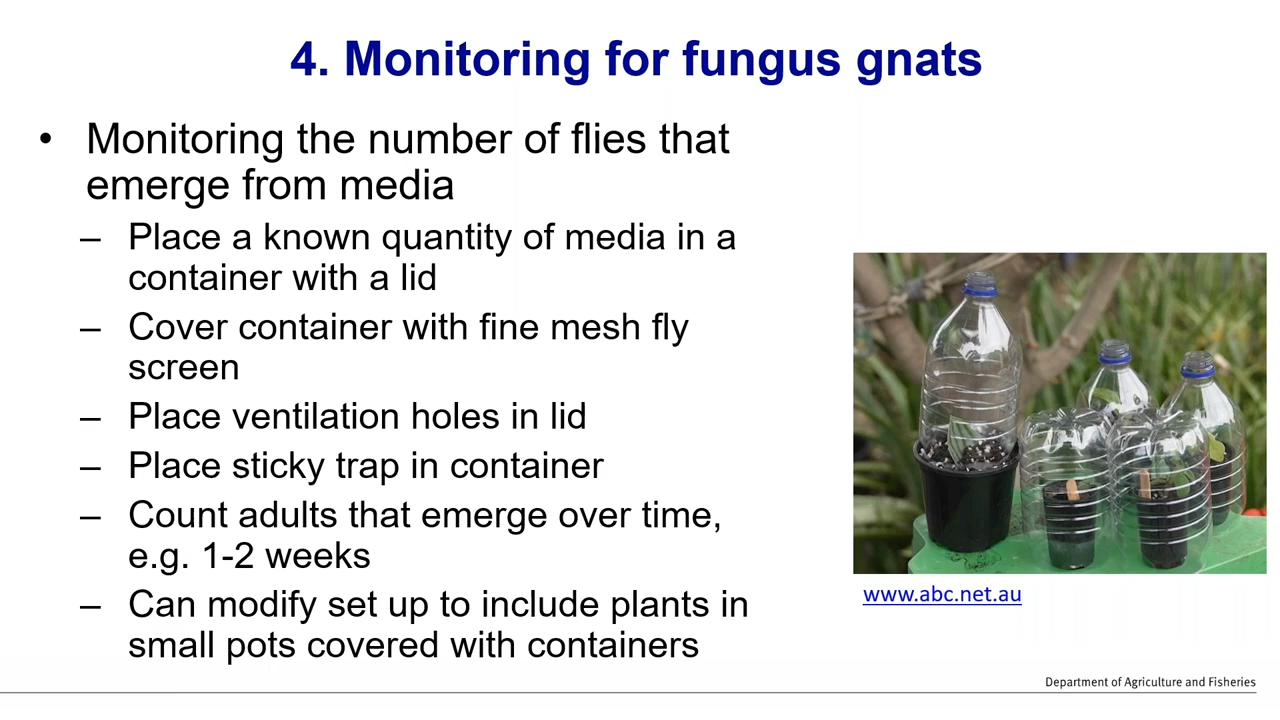 4. Monitoring for fungus gnats
• Monitoring the number of flies that
emerge from media
– Place a known quantity of media in a
container with a lid
– Cover container with fine mesh fly
screen
– Place ventilation holes in lid
– Place sticky trap in container
– Count adults that emerge over time,
e.g. 1-2 weeks
– Can modify set up to include plants in
small pots covered with containers
www.abc.net.au
Department of Agriculture and Fisheries